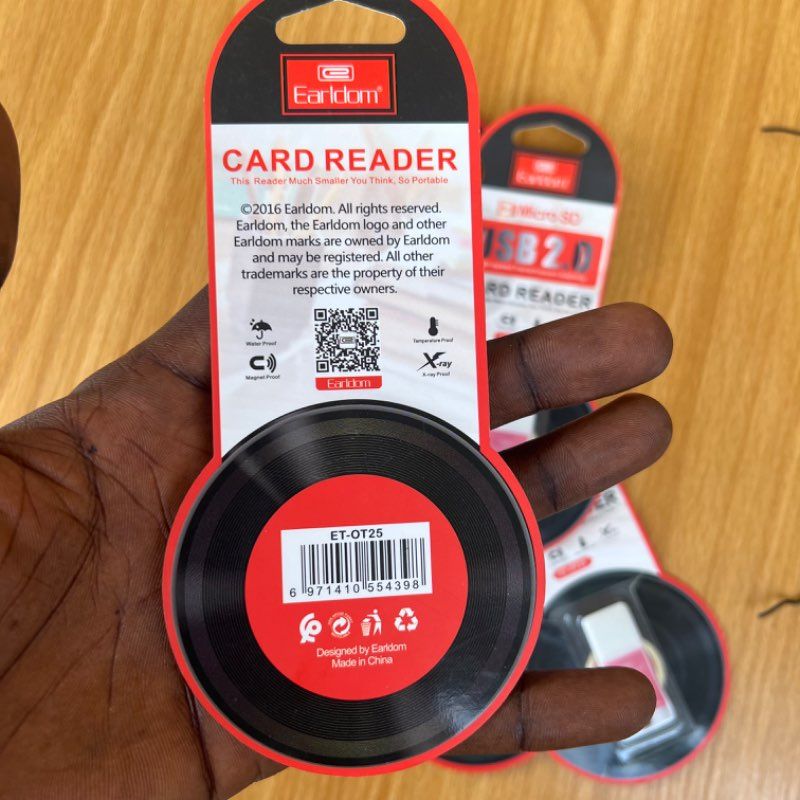 Earldom®
CARD READER
This Reader Much Smaller You Think, So Portable
©2016 Earldom. All rights reserved.
Earldom, the Earldom logo and other
Earldom marks are owned by Earldom
and may be registered. All other
trademarks are the property of their
respective owners.
Water Proof
Magnet Proof
Earldom
Temperature Proof
X-ray
X-ray Proof
ET-OT25
6 971410 554398
Designed by Earldom
Made in China
Earldom
Micro SD
USB 2.0
ARD READER